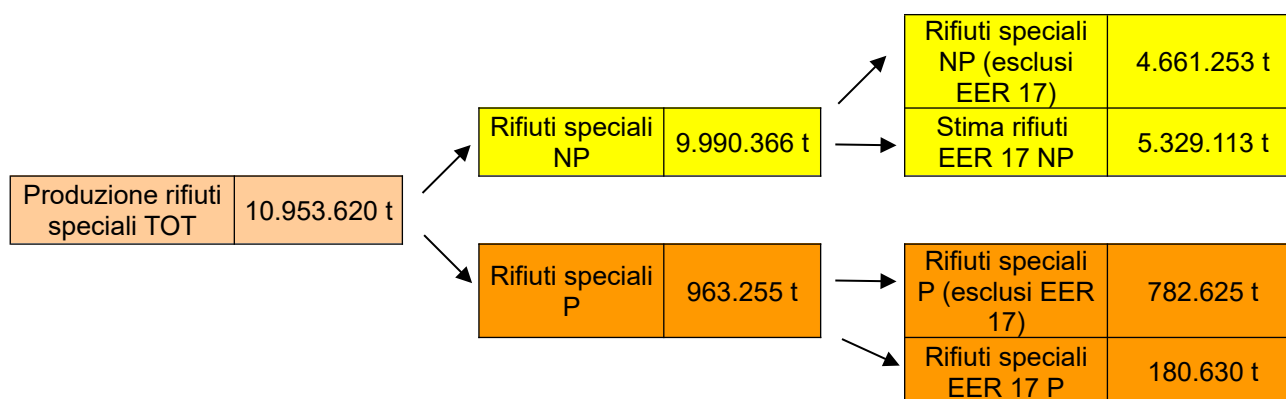 Produzione rifiuti
speciali TOT
10.953.620 t
Rifiuti speciali
NP
9.990.366 t
Rifiuti speciali
NP (esclusi
EER 17)
4.661.253 t
Stima rifiuti
EER 17 NP
5.329.113 t
Rifiuti speciali
P
963.255 t
Rifiuti speciali
P (esclusi EER
17)
782.625 t
Rifiuti speciali
EER 17 P
180.630 t